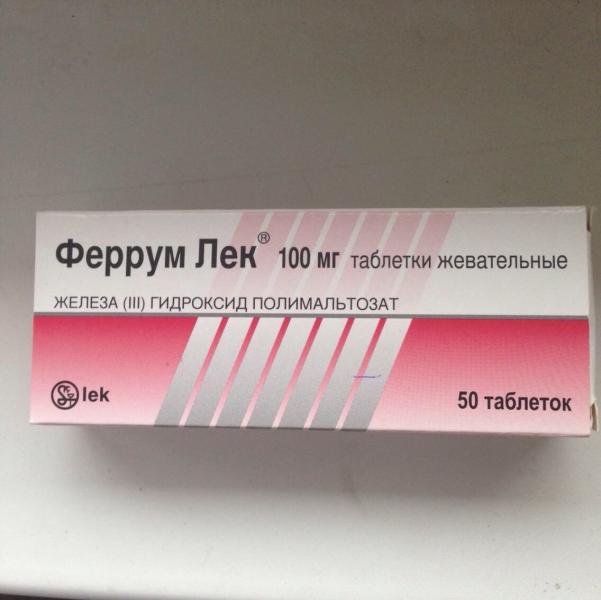 Феррум Лек® 100 мг таблетки жевательные
ЖЕЛЕЗА (III) ГИДРОКСИД ПОЛИМАЛЬТОЗАТ
lek
50 таблеток